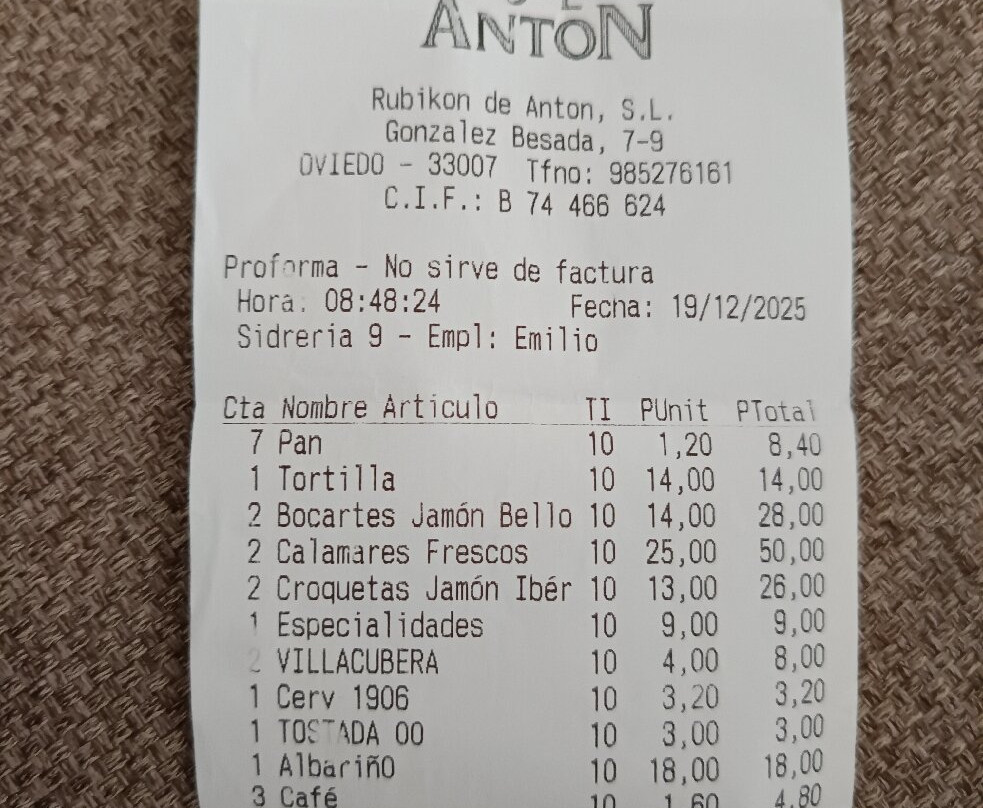 ANTON
Rubikon de Anton, S.L.
Gonzalez Besada, 7-9
OVIEDO - 33007 Tfno: 985276161
C.I.F.: B 74 466 624
Proforma - No sirve de factura
Hora: 08:48:24 Fecha: 19/12/2025
Sidreria 9 - Empl: Emilio
Cta Nombre Articulo TI PUnit PTotal
7 Pan 10 1,20 8,40
1 Tortilla 10 14,00 14,00
2 Bocartes Jamón Bello 10 14,00 28,00
2 Calamares Frescos 10 25,00 50,00
2 Croquetas Jamón Ibér 10 13,00 26,00
1 Especialidades 10 9,00 9,00
2 VILLACUBERA 10 4,00 8,00
1 Cerv 1906 10 3,20 3,20
1 TOSTADA 00 10 3,00 3,00
1 Albariño 10 18,00 18,00
3 Café 10 1,60 4,80